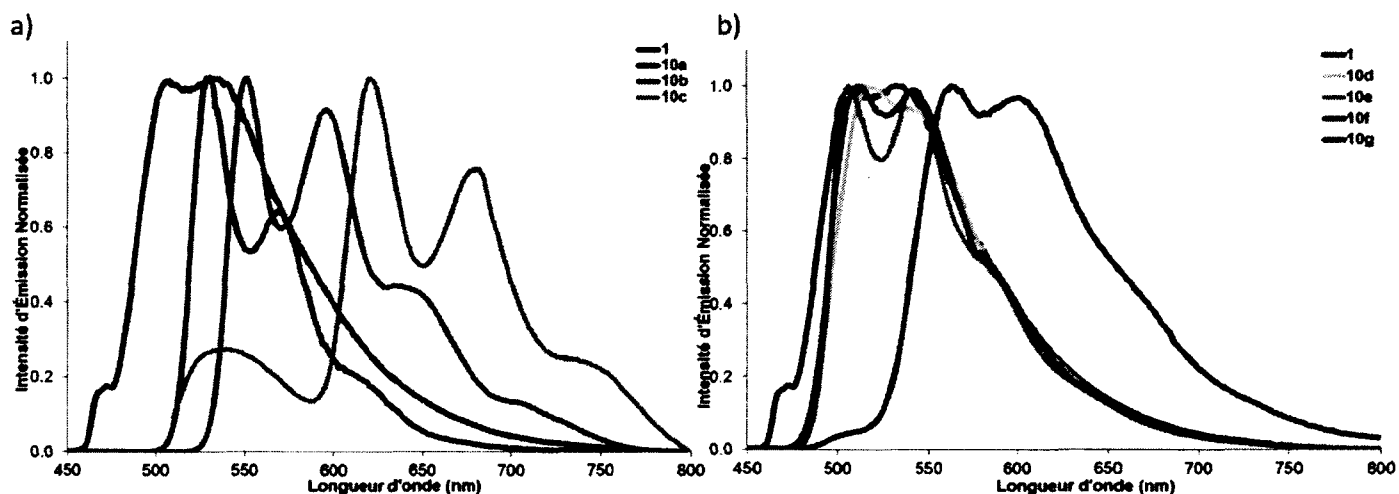 a)
1
10a
10b
10c
Intensité d'Émission Normalisée
1.0
0.8
0.6
0.4
0.2
0.0
450 500 550 600 650 700 750 800
Longueur d'onde (nm)
b)
1
10d
10e
10f
10g
Intensité d'Émission Normalisée
1.0
0.8
0.6
0.4
0.2
0.0
450 500 550 600 650 700 750 800
Longueur d'onde (nm)